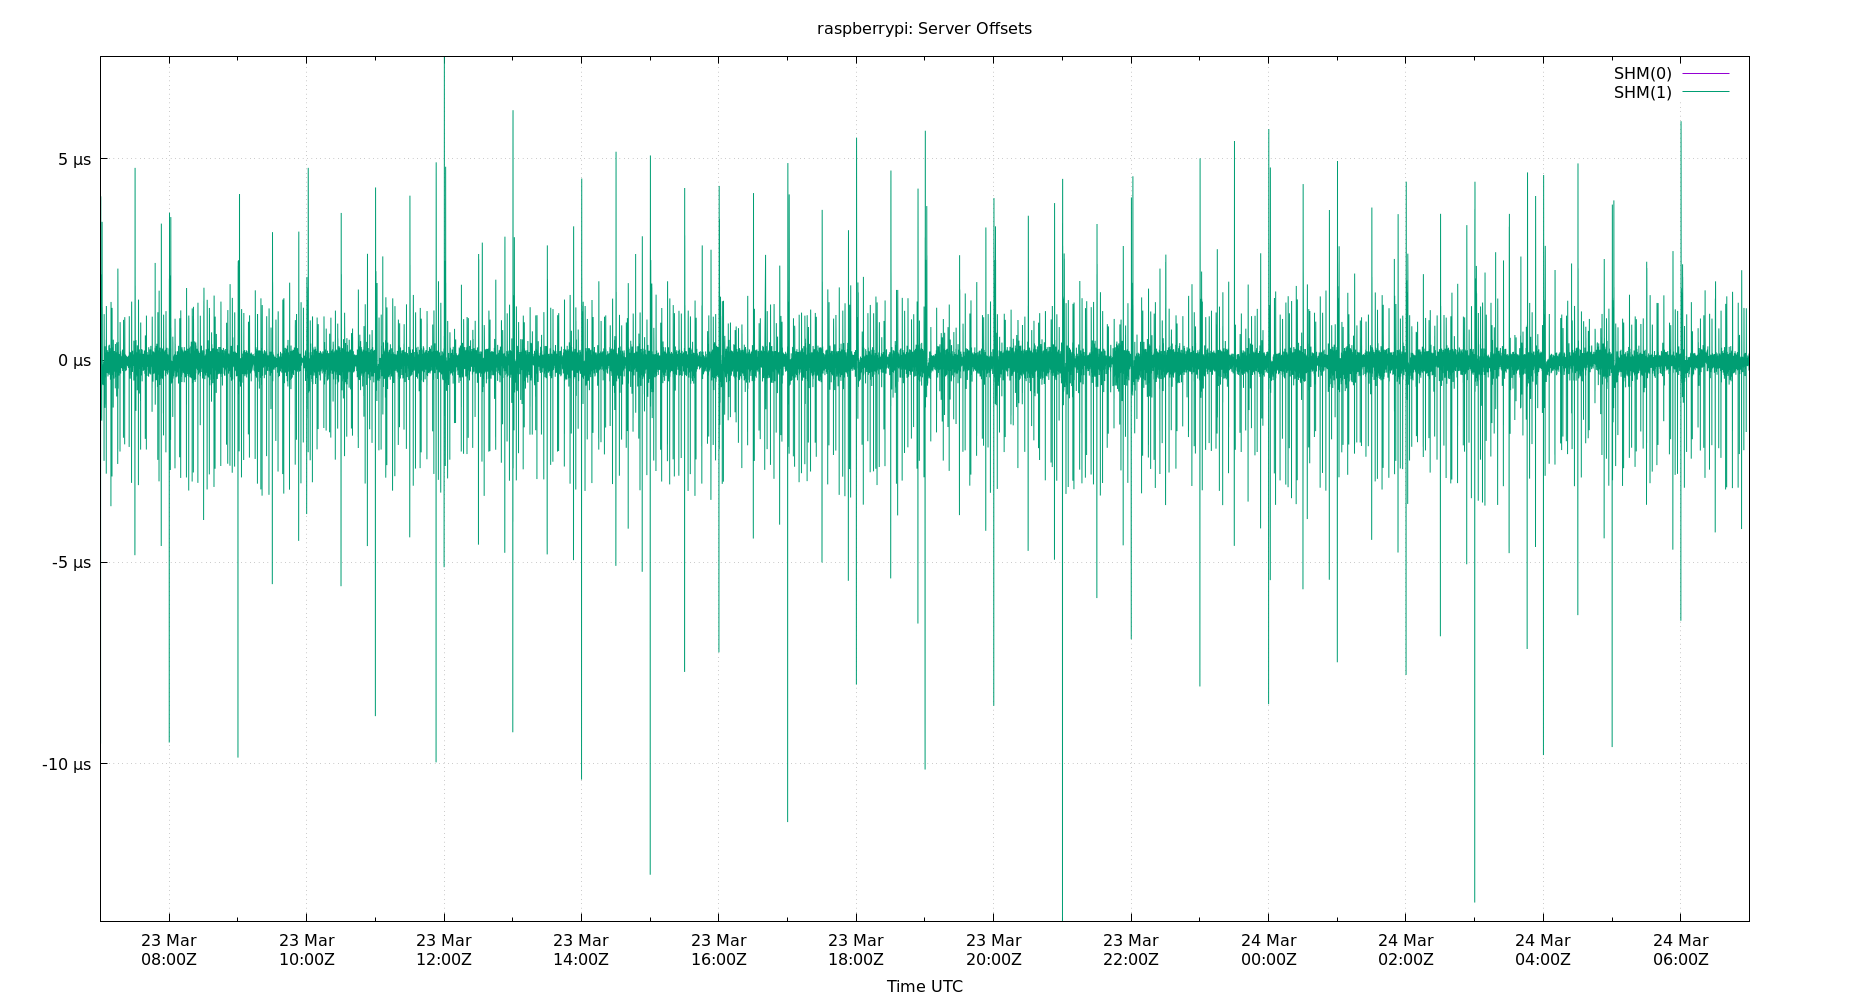 raspberrypi: Server Offsets
SHM(0)
SHM(1)
5 µs
0 µs
-5 µs
-10 µs
23 Mar 23 Mar 23 Mar 23 Mar 23 Mar 23 Mar 23 Mar 23 Mar 24 Mar 24 Mar 24 Mar 24 Mar
08:00Z 10:00Z 12:00Z 14:00Z 16:00Z 18:00Z 20:00Z 22:00Z 00:00Z 02:00Z 04:00Z 06:00Z
Time UTC